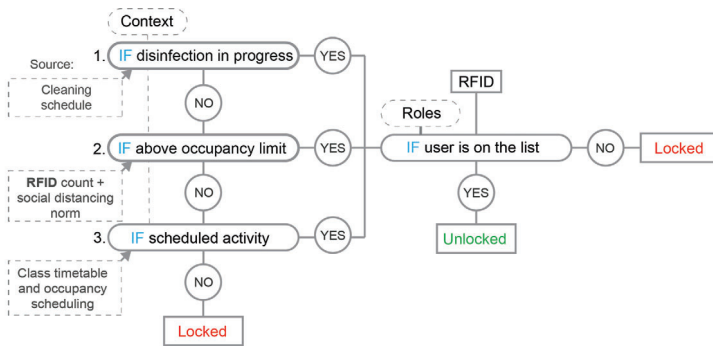 Context
Source:
1. IF disinfection in progress
YES
Cleaning
schedule
NO
RFID
Roles
2. IF above occupancy limit
YES
IF user is on the list
NO
Locked
RFID count +
social distancing
norm
NO
YES
3. IF scheduled activity
YES
Unlocked
Class timetable
and occupancy
scheduling
NO
Locked